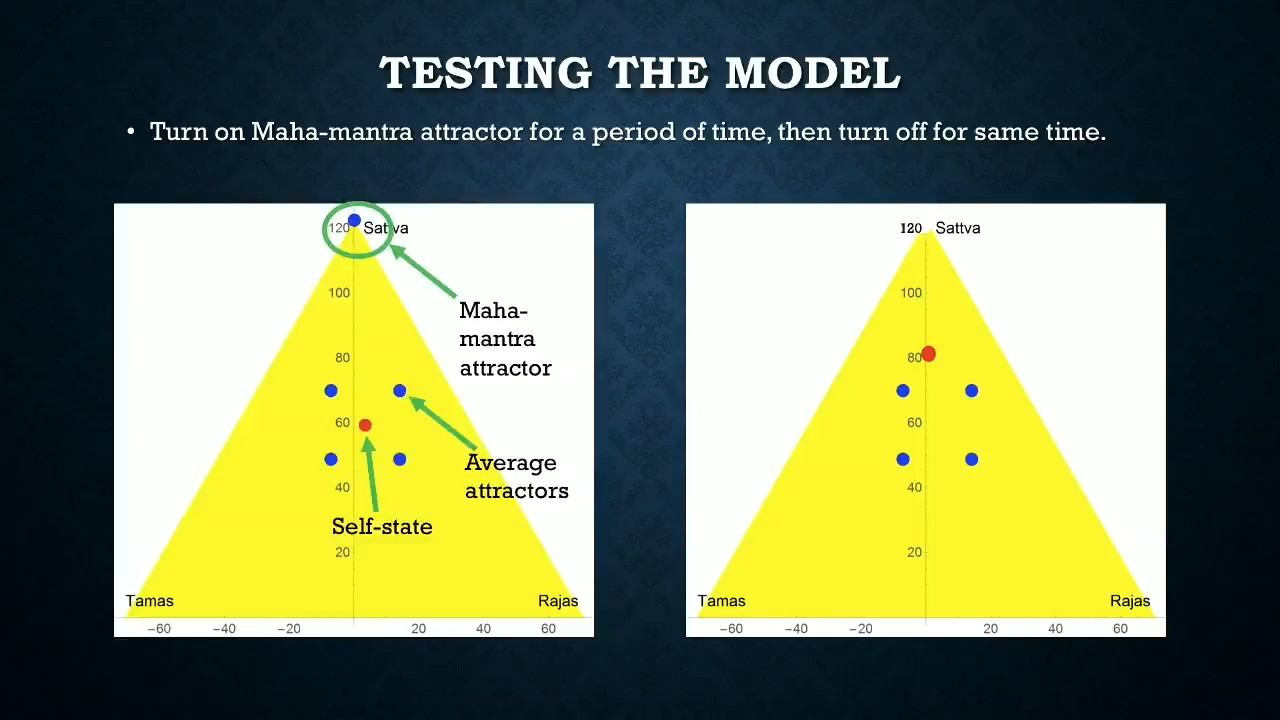 TESTING THE MODEL
• Turn on Maha-mantra attractor for a period of time, then turn off for same time.
120 Sattva
100
Maha-
mantra
attractor
80
60
Average
attractors
40
Self-state
20
Tamas Rajas
−60 −40 −20 20 40 60
120 Sattva
100
80
60
40
20
Tamas Rajas
−60 −40 −20 20 40 60